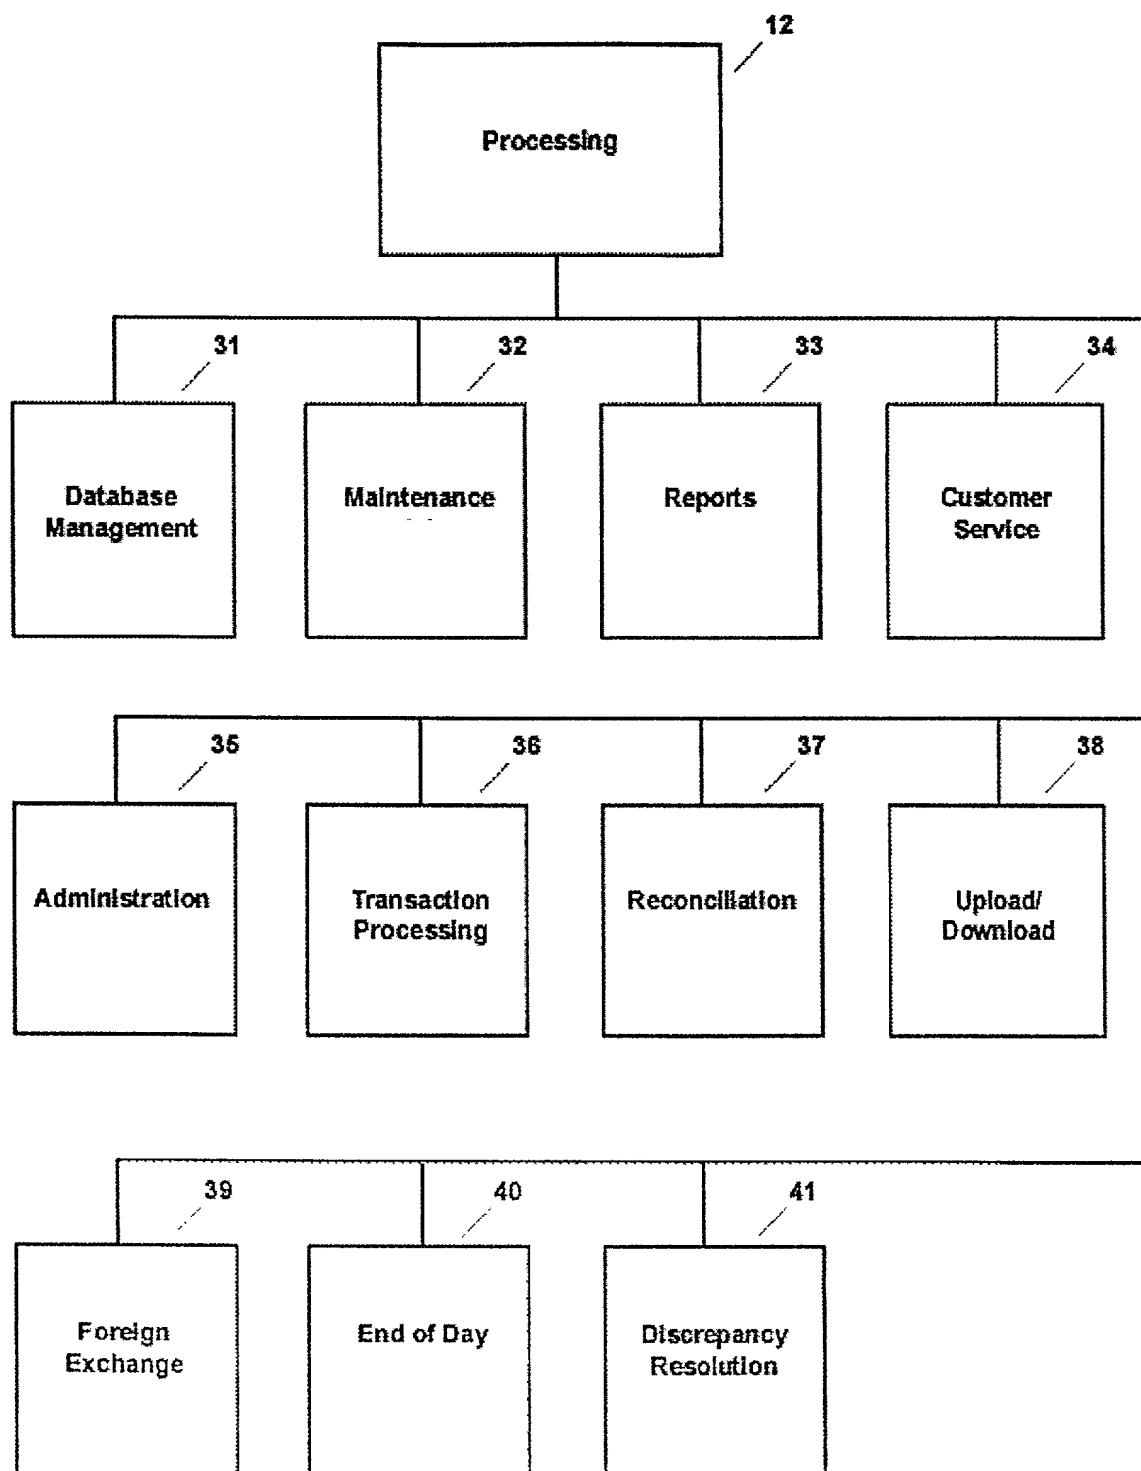 12
Processing
31
32
33
34
Database
Management
Maintenance
Reports
Customer
Service
35
36
37
38
Administration
Transaction
Processing
Reconciliation
Upload/
Download
39
40
41
Foreign
Exchange
End of Day
Discrepancy
Resolution